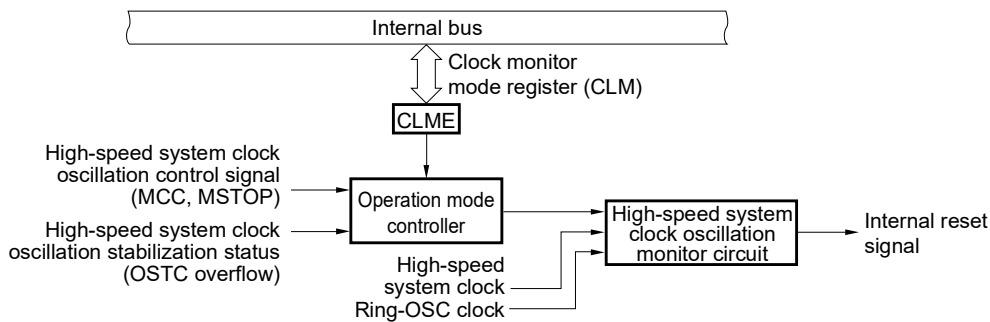 Internal bus
Clock monitor
mode register (CLM)
CLME
High-speed system clock
oscillation control signal
(MCC, MSTOP)
High-speed system clock
oscillation stabilization status
(OSTC overflow)
Operation mode
controller
High-speed
system clock
Ring-OSC clock
High-speed system
clock oscillation
monitor circuit
Internal reset
signal